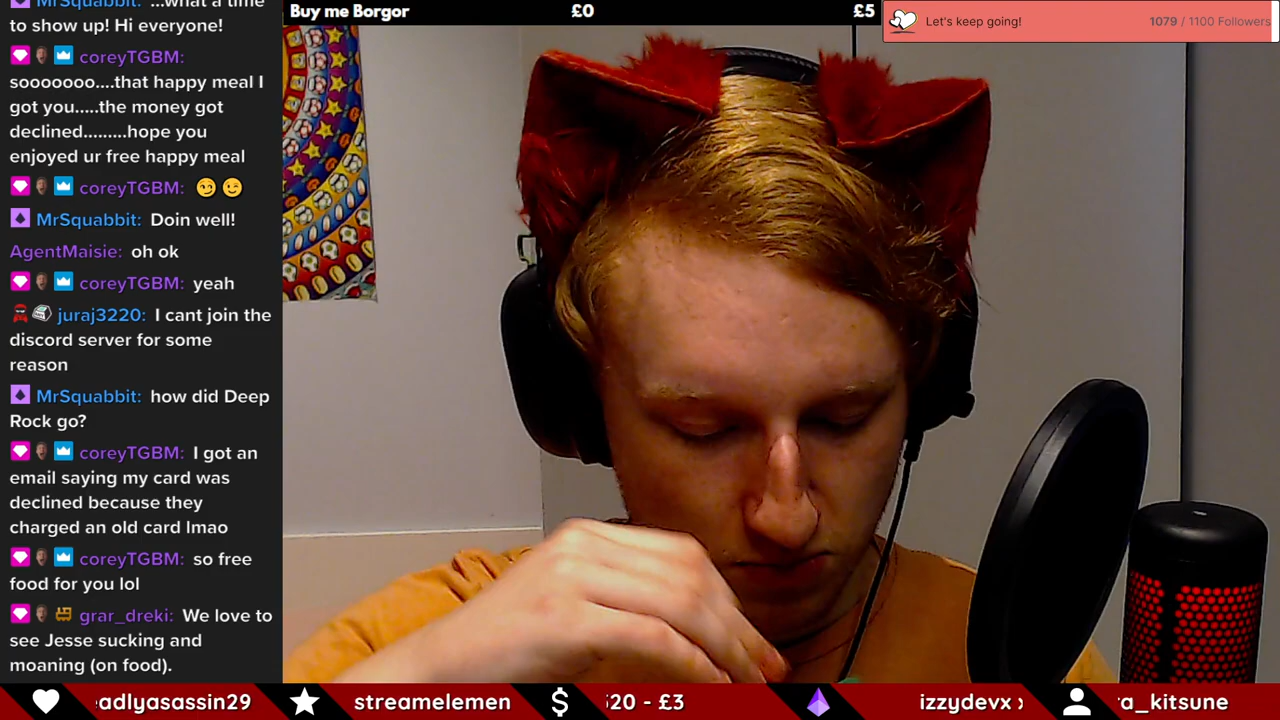 MrSquabbit: ...what a time
to show up! Hi everyone!
coreyTGBM:
sooooooo....that happy meal I
got you.....the money got
declined.........hope you
enjoyed ur free happy meal
coreyTGBM:
MrSquabbit: Doin well!
AgentMaisie: oh ok
coreyTGBM: yeah
juraj3220: I cant join the
discord server for some
reason
MrSquabbit: how did Deep
Rock go?
coreyTGBM: I got an
email saying my card was
declined because they
charged an old card lmao
coreyTGBM: so free
food for you lol
grar_dreki: We love to
see Jesse sucking and
moaning (on food).
Buy me Borgor £0 £5
Let's keep going! 1079 / 1100 Followers
adlyasassin29 streamelemen 20 - £3 izzydevx a_kitsune